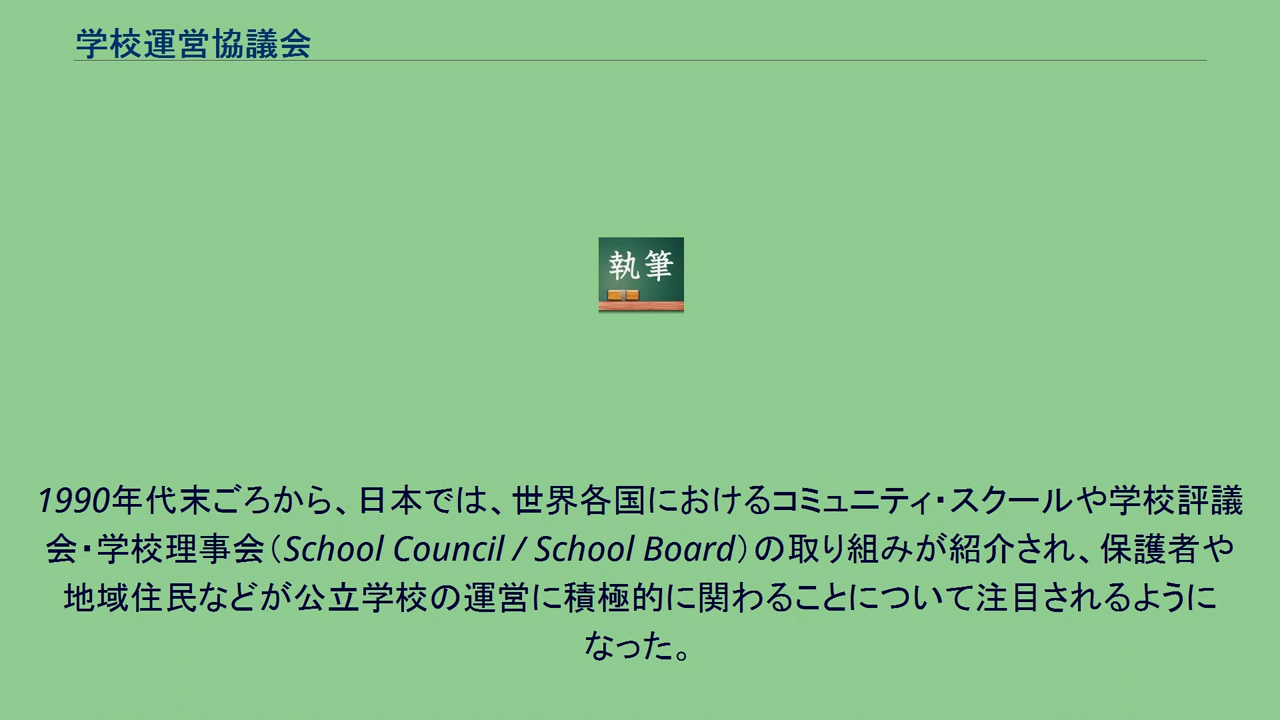 学校運営協議会
執筆
1990年代末ごろから、日本では、世界各国におけるコミュニティ・スクールや学校評議
会・学校理事会（School Council / School Board）の取り組みが紹介され、保護者や
地域住民などが公立学校の運営に積極的に関わることについて注目されるように
なった。